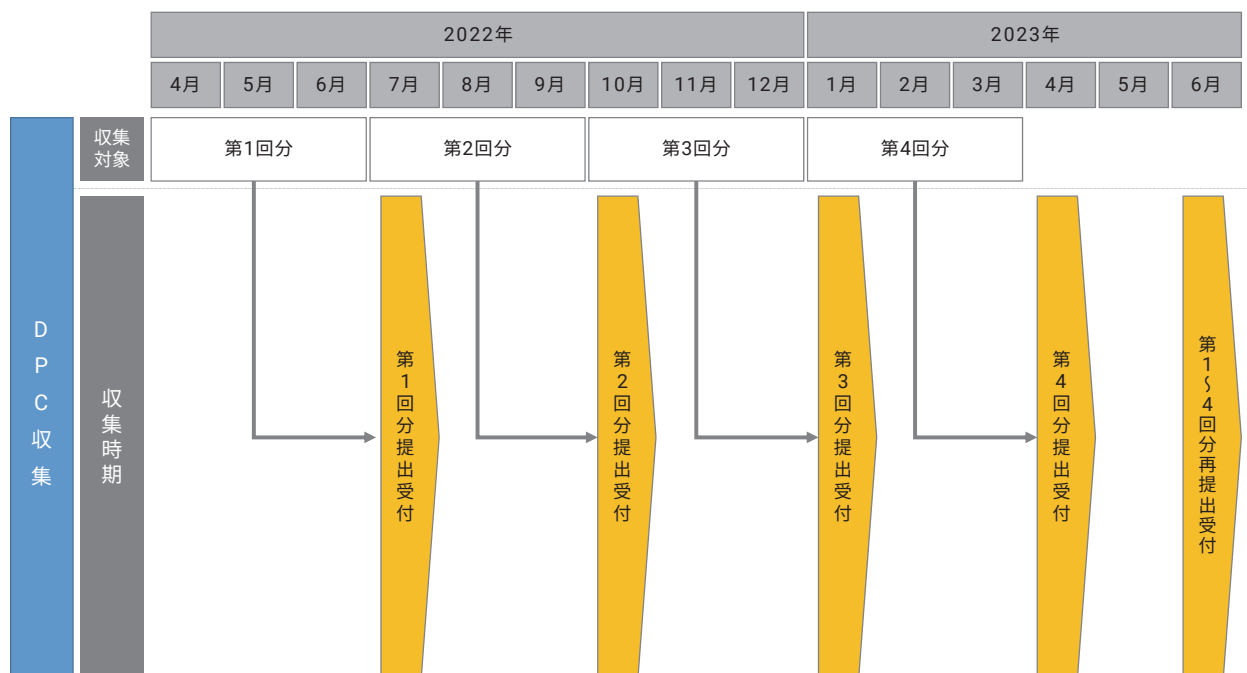 2022年
2023年
4月
5月
6月
7月
8月
9月
10月
11月
12月
1月
2月
3月
4月
5月
6月
DPC収集
収集
対象
第1回分
第2回分
第3回分
第4回分
収集時期
第1回分提出受付
第2回分提出受付
第3回分提出受付
第4回分提出受付
第1〜4回分再提出受付